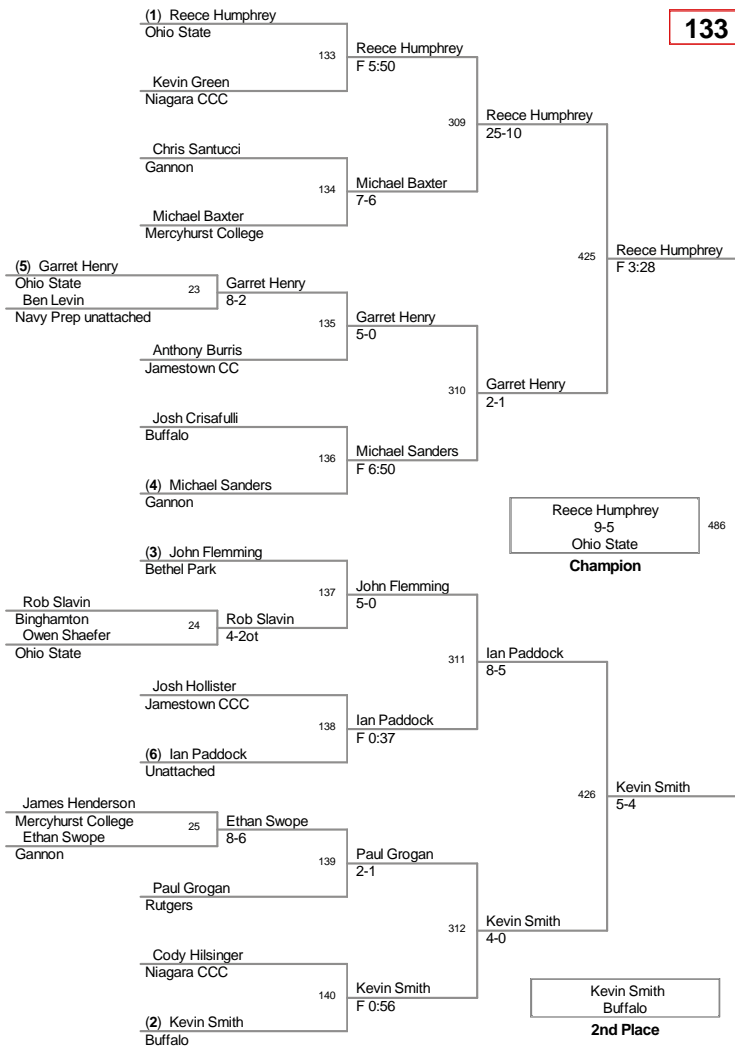 133
(1) Reece Humphrey
Ohio State
133
Reece Humphrey
F 5:50
Kevin Green
Niagara CCC
309
Reece Humphrey
25-10
Chris Santucci
Gannon
134
Michael Baxter
7-6
Michael Baxter
Mercyhurst College
425
Reece Humphrey
F 3:28
(5) Garret Henry
Ohio State
23
Garret Henry
8-2
Ben Levin
Navy Prep unattached
135
Garret Henry
5-0
Anthony Burris
Jamestown CC
310
Garret Henry
2-1
Josh Crisafulli
Buffalo
136
Michael Sanders
F 6:50
(4) Michael Sanders
Gannon
Reece Humphrey
9-5
Ohio State
486
Champion
(3) John Flemming
Bethel Park
137
John Flemming
5-0
Rob Slavin
Binghamton
24
Rob Slavin
4-2ot
Owen Shaefer
Ohio State
311
Ian Paddock
8-5
Josh Hollister
Jamestown CCC
138
Ian Paddock
F 0:37
(6) Ian Paddock
Unattached
426
Kevin Smith
5-4
James Henderson
Mercyhurst College
25
Ethan Swope
8-6
Ethan Swope
Gannon
139
Paul Grogan
2-1
Paul Grogan
Rutgers
312
Kevin Smith
4-0
Cody Hilsinger
Niagara CCC
140
Kevin Smith
F 0:56
(2) Kevin Smith
Buffalo
Kevin Smith
Buffalo
2nd Place